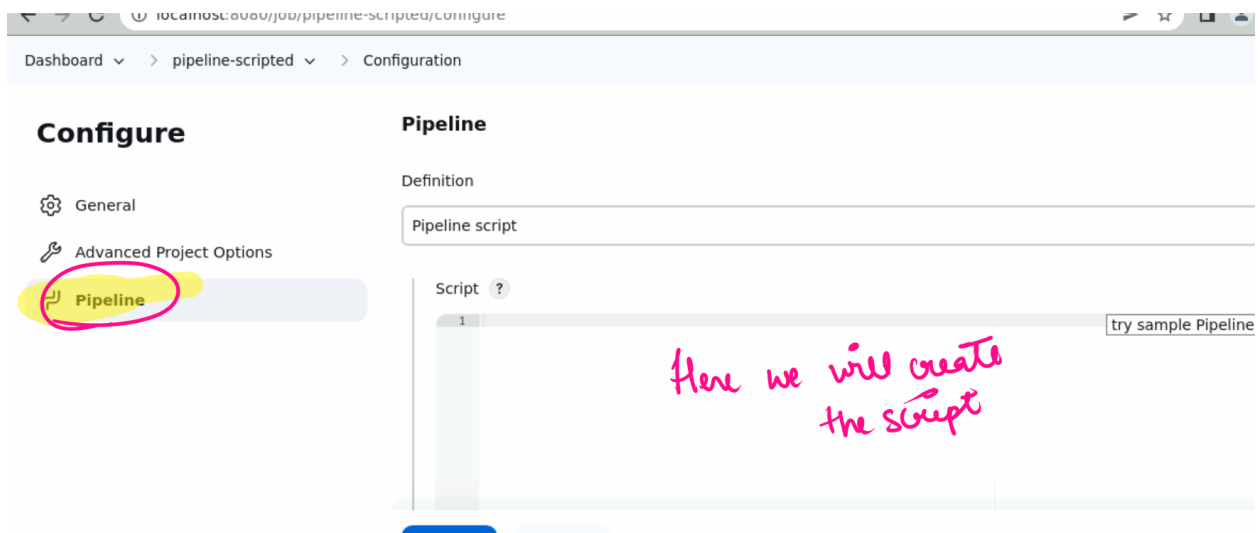 localhost:8080/job/pipeline-scripted/configure
Dashboard > pipeline-scripted > Configuration
Configure
General
Advanced Project Options
Pipeline
Pipeline
Definition
Pipeline script
Script ?
1
try sample Pipeline
Here we will create
the script